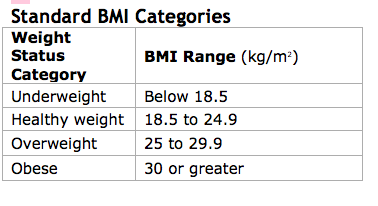 Standard BMI Categories
Weight
Status
Category
BMI Range (kg/m²)
Underweight Below 18.5
Healthy weight 18.5 to 24.9
Overweight 25 to 29.9
Obese 30 or greater